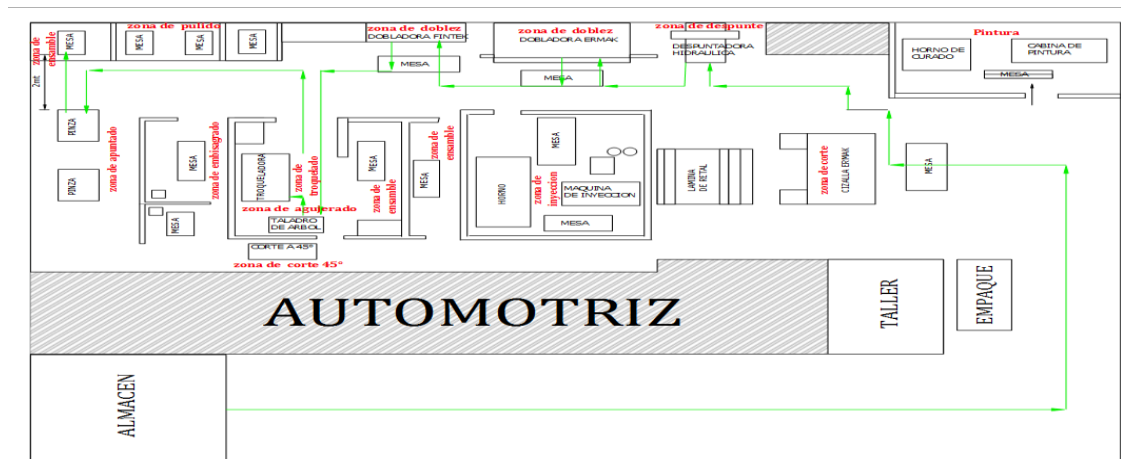 zona de pulido
zona de
ensamble
MESA
MESA
MESA
MESA
zona de doblez
DOBLADORA FINTEK
MESA
zona de doblez
DOBLADORA ERMAK
MESA
zona de despunte
DESPUNTADORA
HIDRAULICA
Pintura
HORNO DE
CURADO
CABINA DE
PINTURA
MESA
2mt
PINZA
PINZA
zona de apuntado
MESA
MESA
zona de embisagrado
TROQUELADORA
zona de
troquelado
zona de agujerado
TALADRO
DE ARBOL
CORTE A 45°
zona de corte 45°
MESA
zona de
ensamble
MESA
zona de
ensamble
HORNO
MESA
zona de
inyeccion
MAQUINA
DE INYECCION
MESA
LAMINA
DE RETAL
zona de corte
CIZALLA ERMAK
MESA
AUTOMOTRIZ
TALLER
EMPAQUE
ALMACEN